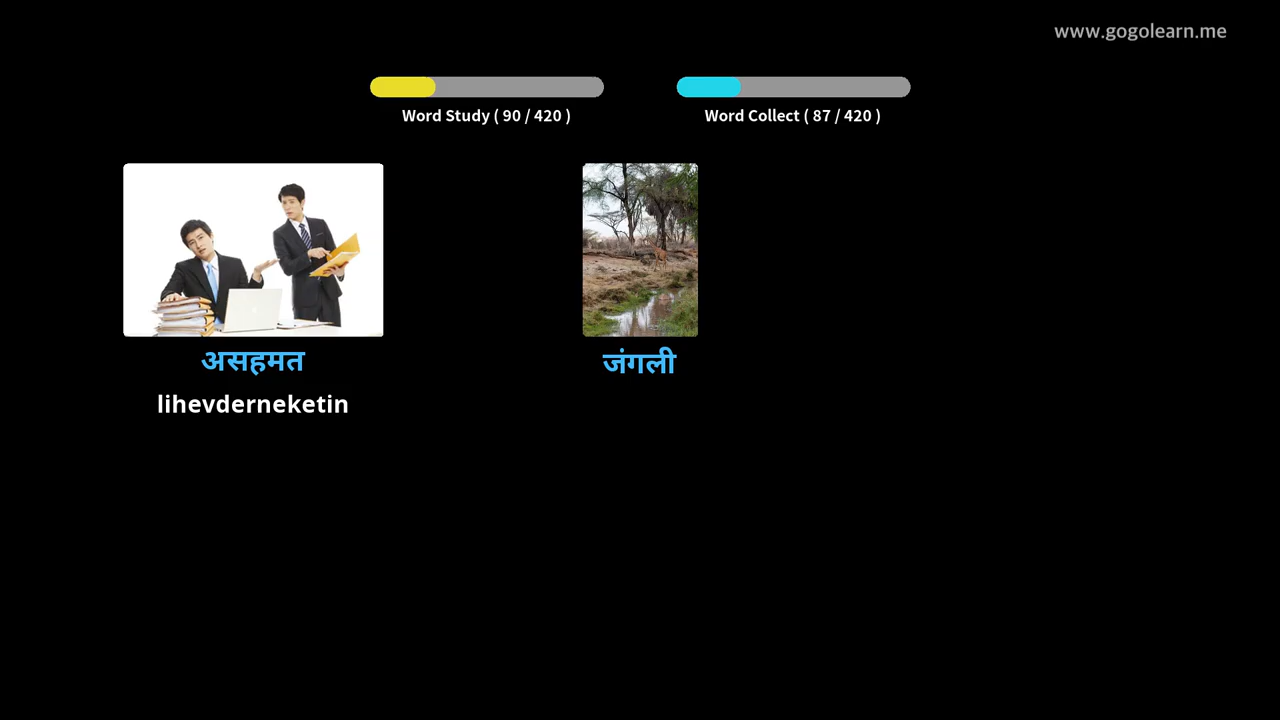 www.gogolearn.me
Word Study ( 90 / 420 )
Word Collect ( 87 / 420 )
असहमत
जंगली
lihevderneketin